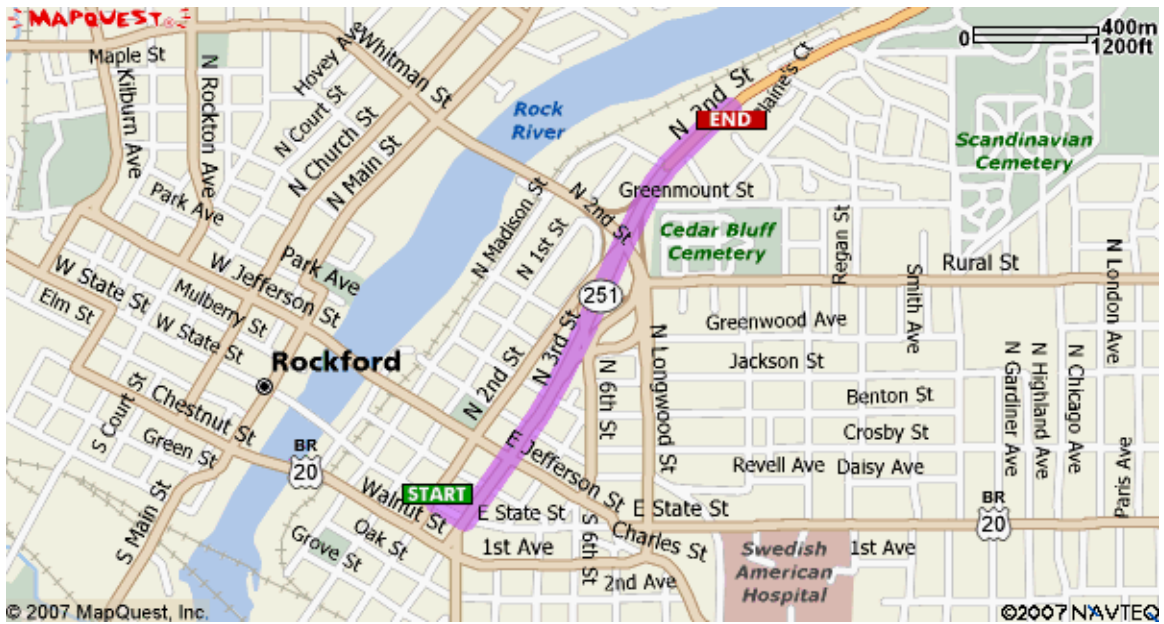 MAPQUEST
400m
0
1200ft
Maple St
Kilburn Ave
N Rockton Ave
Hovey Ave
Whitman St
N Court St
N Church St
N Main St
Rock
River
N 2nd St
Blaine's Ct
END
Scandinavian
Cemetery
Greenmount St
Park Ave
N Madison St
N 1st St
N 2nd St
Cedar Bluff
Cemetery
Regan St
Rural St
Smith Ave
N London Ave
W State St
W Jefferson St
Park Ave
Elm St
Mulberry St
W State St
Rockford
251
N 3rd St
N 2nd St
N 6th St
N Longwood St
Greenwood Ave
Jackson St
Benton St
Crosby St
Revell Ave
Daisy Ave
N Gardiner Ave
N Highland Ave
N Chicago Ave
Paris Ave
S Court St
Chestnut St
Green St
BR
20
S Main St
START
Walnut St
E Jefferson St
E State St
E State St
BR
20
Oak St
Grove St
1st Ave
S 6th St
Charles St
2nd Ave
Swedish
American
Hospital
1st Ave
© 2007 MapQuest, Inc.
©2007 NAVTEQ